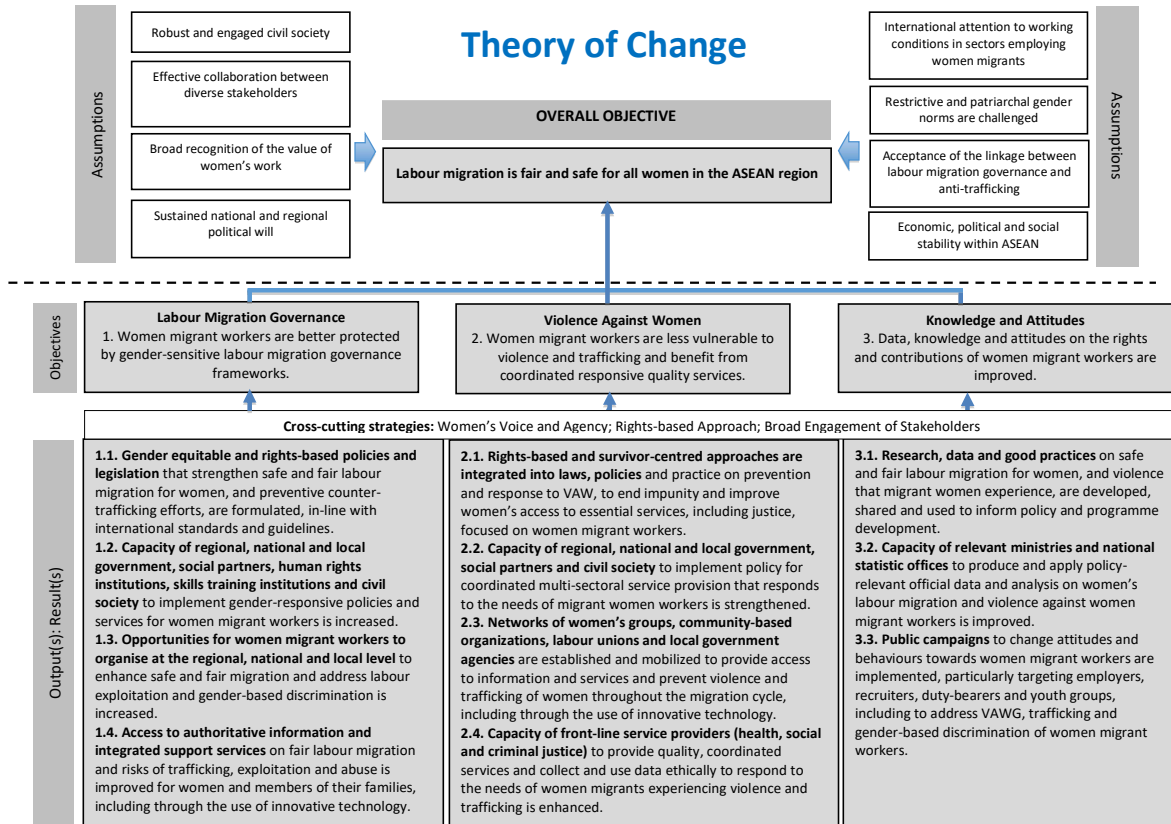 Theory of Change
Assumptions
Robust and engaged civil society
Effective collaboration between
diverse stakeholders
Broad recognition of the value of
women's work
Sustained national and regional
political will
OVERALL OBJECTIVE
Labour migration is fair and safe for all women in the ASEAN region
International attention to working
conditions in sectors employing
women migrants
Restrictive and patriarchal gender
norms are challenged
Acceptance of the linkage between
labour migration governance and
anti-trafficking
Economic, political and social
stability within ASEAN
Assumptions
Objectives
Labour Migration Governance
1. Women migrant workers are better protected
by gender-sensitive labour migration governance
frameworks.
Violence Against Women
2. Women migrant workers are less vulnerable to
violence and trafficking and benefit from
coordinated responsive quality services.
Knowledge and Attitudes
3. Data, knowledge and attitudes on the rights
and contributions of women migrant workers are
improved.
Cross-cutting strategies: Women's Voice and Agency; Rights-based Approach; Broad Engagement of Stakeholders
Output(s): Result(s)
1.1. Gender equitable and rights-based policies and
legislation that strengthen safe and fair labour
migration for women, and preventive counter-
trafficking efforts, are formulated, in-line with
international standards and guidelines.
1.2. Capacity of regional, national and local
government, social partners, human rights
institutions, skills training institutions and civil
society to implement gender-responsive policies and
services for women migrant workers is increased.
1.3. Opportunities for women migrant workers to
organise at the regional, national and local level to
enhance safe and fair migration and address labour
exploitation and gender-based discrimination is
increased.
1.4. Access to authoritative information and
integrated support services on fair labour migration
and risks of trafficking, exploitation and abuse is
improved for women and members of their families,
including through the use of innovative technology.
2.1. Rights-based and survivor-centred approaches are
integrated into laws, policies and practice on prevention
and response to VAW, to end impunity and improve
women's access to essential services, including justice,
focused on women migrant workers.
2.2. Capacity of regional, national and local government,
social partners and civil society to implement policy for
coordinated multi-sectoral service provision that responds
to the needs of migrant women workers is strengthened.
2.3. Networks of women's groups, community-based
organizations, labour unions and local government
agencies are established and mobilized to provide access
to information and services and prevent violence and
trafficking of women throughout the migration cycle,
including through the use of innovative technology.
2.4. Capacity of front-line service providers (health, social
and criminal justice) to provide quality, coordinated
services and collect and use data ethically to respond to
the needs of women migrants experiencing violence and
trafficking is enhanced.
3.1. Research, data and good practices on safe
and fair labour migration for women, and violence
that migrant women experience, are developed,
shared and used to inform policy and programme
development.
3.2. Capacity of relevant ministries and national
statistic offices to produce and apply policy-
relevant official data and analysis on women's
labour migration and violence against women
migrant workers is improved.
3.3. Public campaigns to change attitudes and
behaviours towards women migrant workers are
implemented, particularly targeting employers,
recruiters, duty-bearers and youth groups,
including to address VAWG, trafficking and
gender-based discrimination of women migrant
workers.